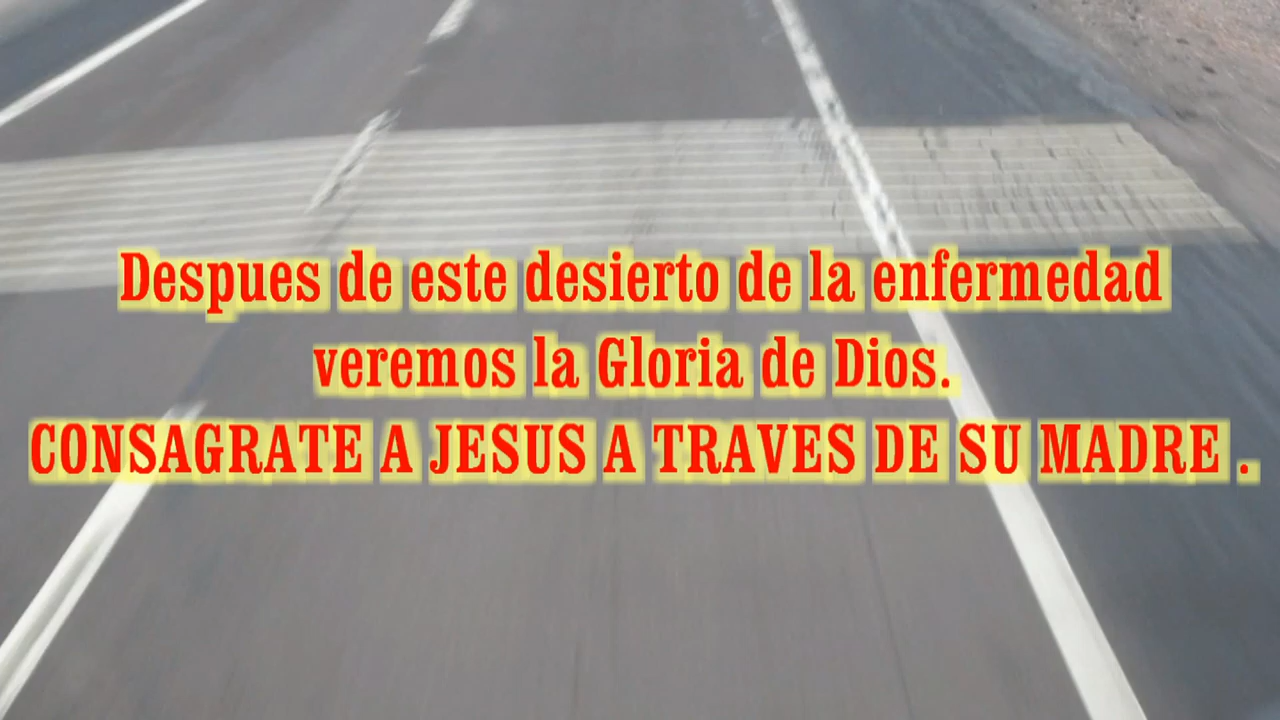 Despues de este desierto de la enfermedad
veremos la Gloria de Dios.
CONSAGRATE A JESUS A TRAVES DE SU MADRE .